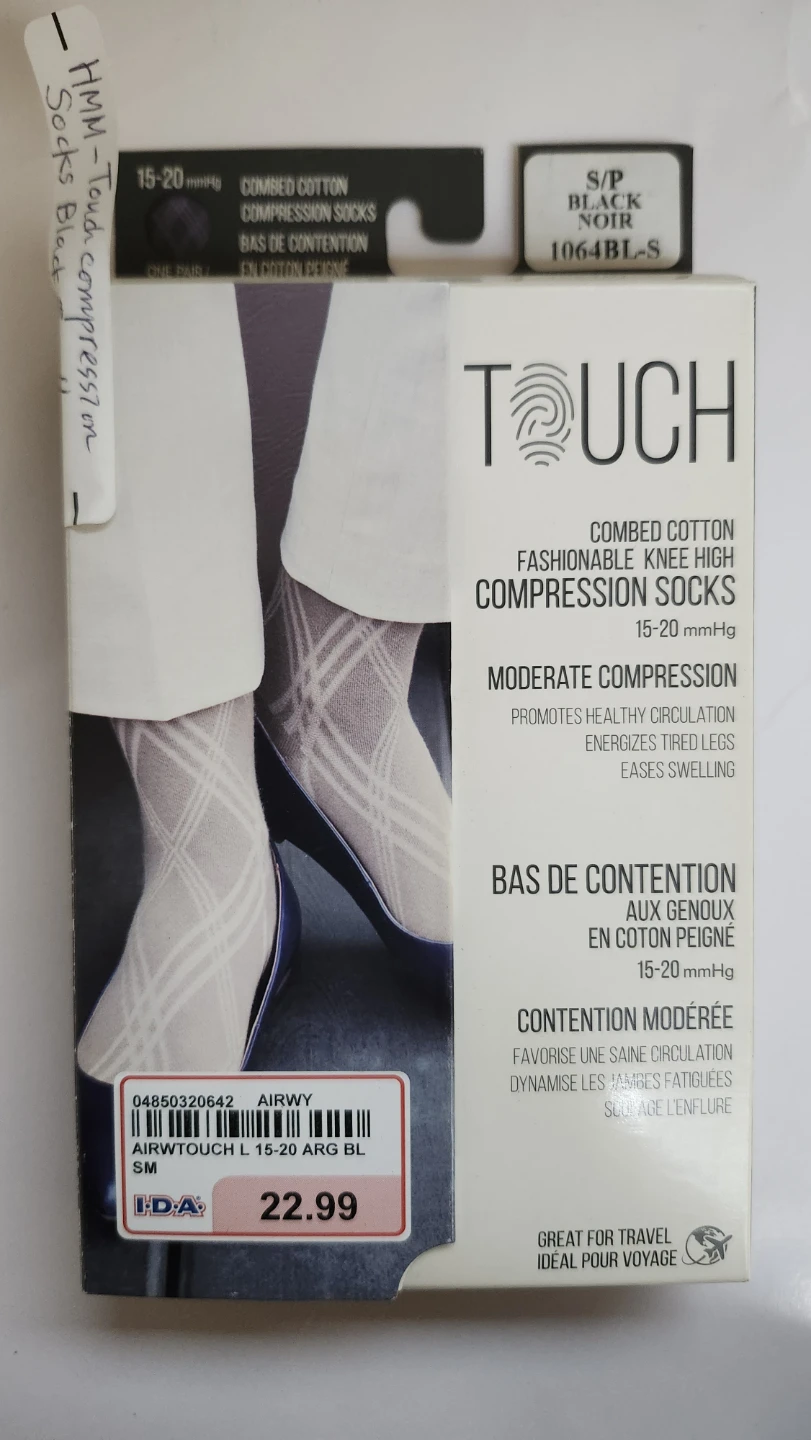 HMM-Touch compression
Socks Black
15-20 mmHg
COMBED COTTON
COMPRESSION SOCKS
BAS DE CONTENTION
EN COTON PEIGNÉ
ONE PAIR /
S/P
BLACK
NOIR
1064BL-S
TOUCH
COMBED COTTON
FASHIONABLE KNEE HIGH
COMPRESSION SOCKS
15-20 mmHg
MODERATE COMPRESSION
PROMOTES HEALTHY CIRCULATION
ENERGIZES TIRED LEGS
EASES SWELLING
BAS DE CONTENTION
AUX GENOUX
EN COTON PEIGNÉ
15-20 mmHg
CONTENTION MODÉRÉE
FAVORISE UNE SAINE CIRCULATION
DYNAMISE LES JAMBES FATIGUÉES
SOULAGE L'ENFLURE
04850320642 AIRWY
AIRWTOUCH L 15-20 ARG BL
SM
I·D·A®
22.99
GREAT FOR TRAVEL
IDÉAL POUR VOYAGE